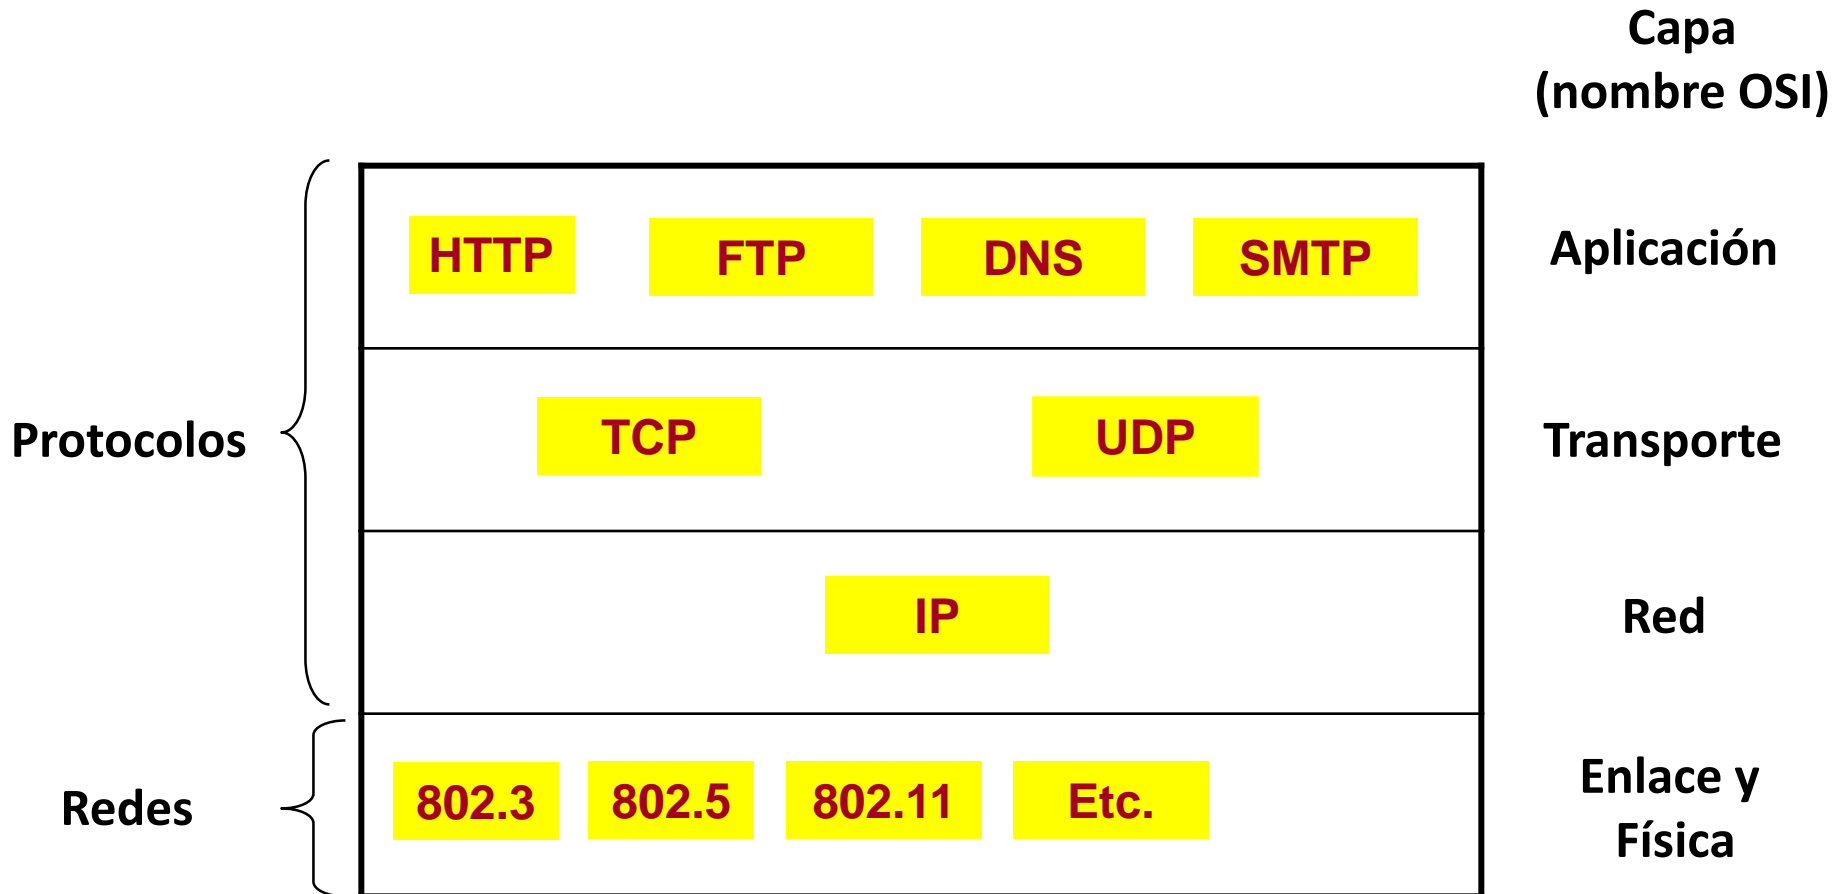 Capa
(nombre OSI)
HTTP FTP DNS SMTP
Aplicación
Protocolos
TCP UDP
Transporte
IP
Red
Redes
802.3 802.5 802.11 Etc.
Enlace y
Física